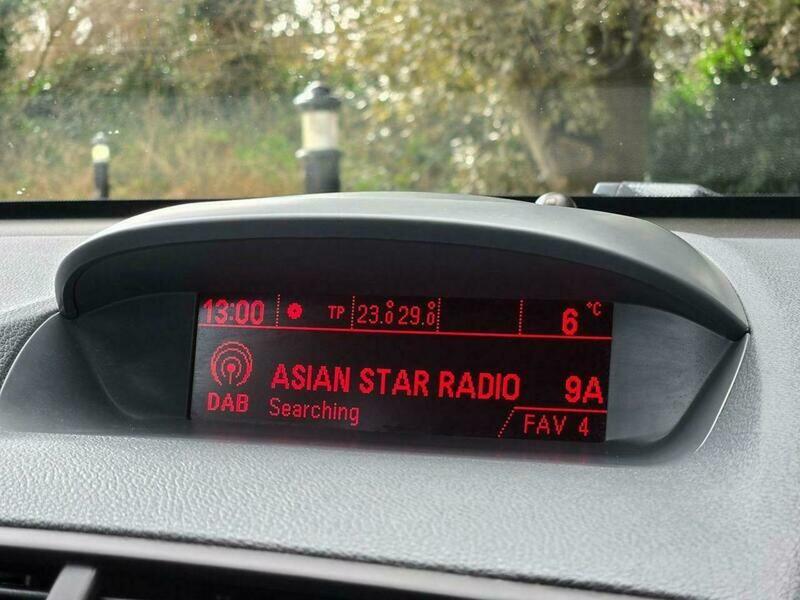 13:00 TP 23.0° 29.0° 6°C
ASIAN STAR RADIO 9A
DAB Searching
FAV 4